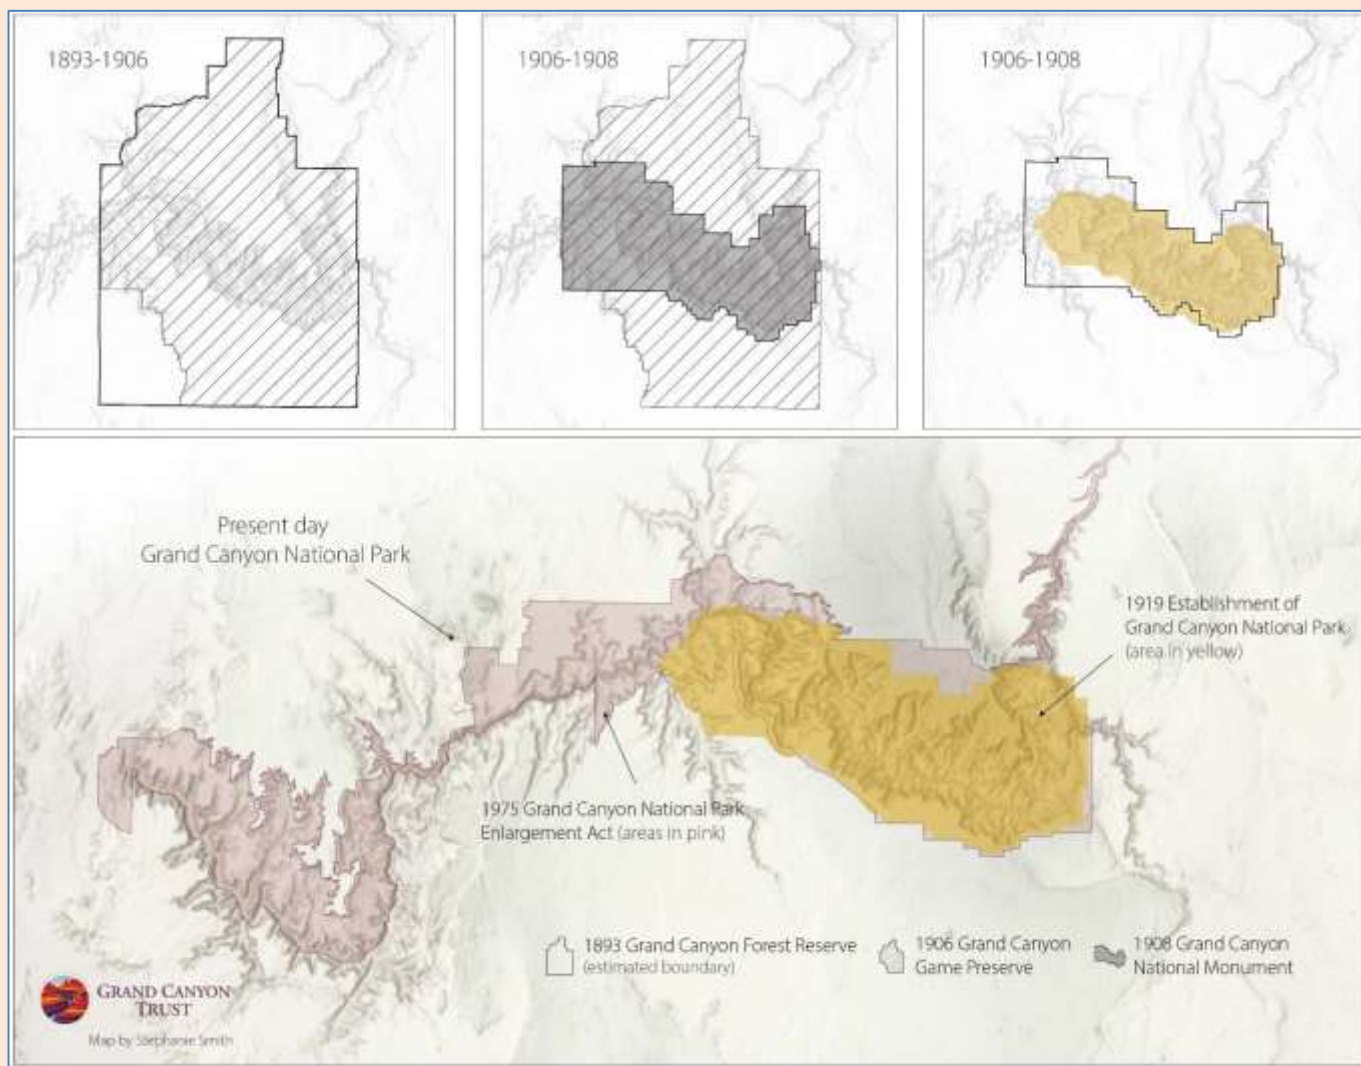 1893-1906
1906-1908
1906-1908
Present day
Grand Canyon National Park
1919 Establishment of
Grand Canyon National Park
(area in yellow)
1975 Grand Canyon National Park
Enlargement Act (areas in pink)
1893 Grand Canyon Forest Reserve
(estimated boundary)
1906 Grand Canyon
Game Preserve
1908 Grand Canyon
National Monument
GRAND CANYON
TRUST
Map by Stephanie Smith